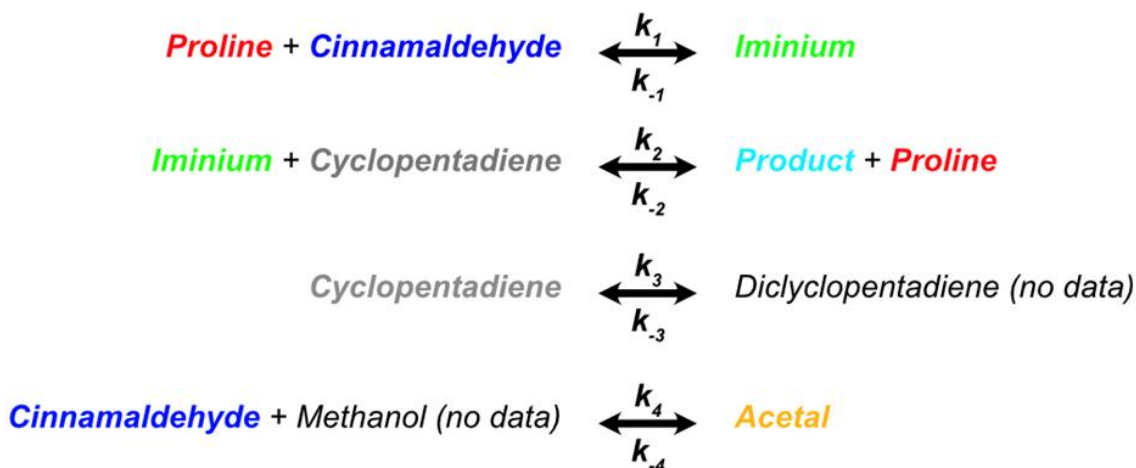 k1
Proline + Cinnamaldehyde Iminium
k-1
k2
Iminium + Cyclopentadiene Product + Proline
k-2
k3
Cyclopentadiene Diclyclopentadiene (no data)
k-3
k4
Cinnamaldehyde + Methanol (no data) Acetal
k-4